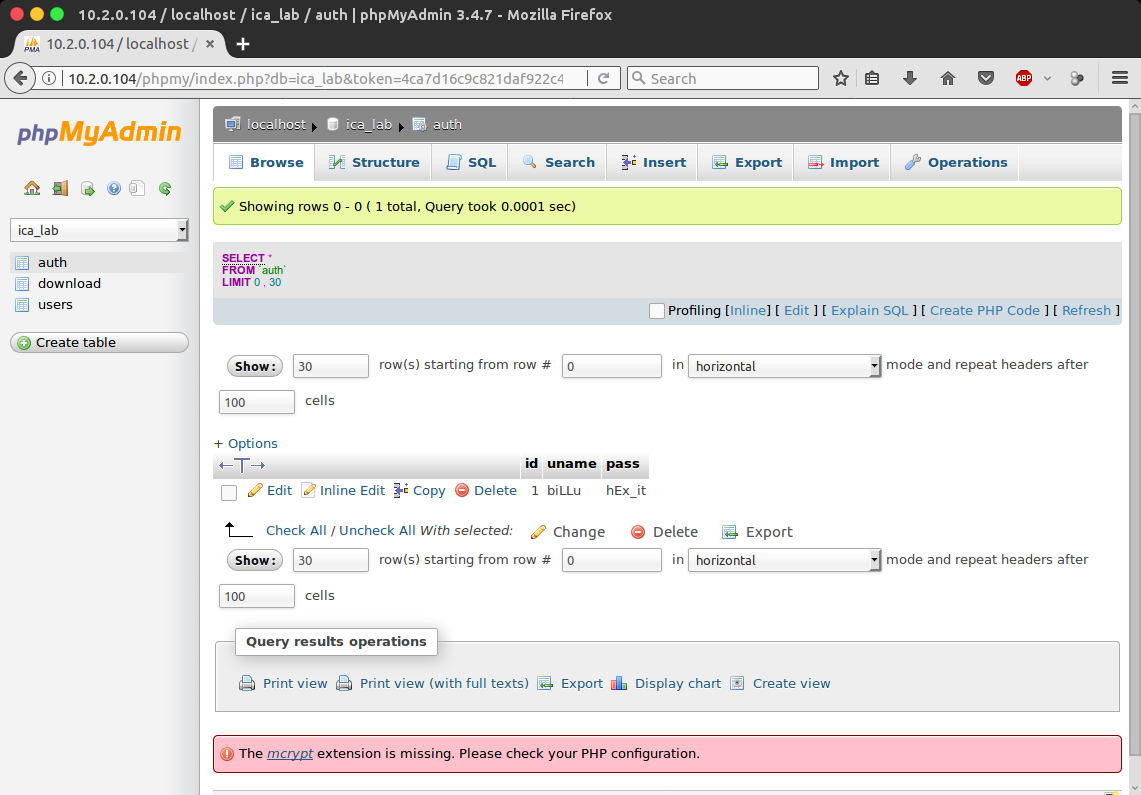 10.2.0.104 / localhost / ica_lab / auth | phpMyAdmin 3.4.7 - Mozilla Firefox
PMA 10.2.0.104 / localhost /
10.2.0.104/phpmy/index.php?db=ica_lab&token=4ca7d16c9c821daf922c4
Search
ABP
phpMyAdmin
ica_lab
auth
download
users
Create table
localhost ica_lab auth
Browse Structure SQL Search Insert Export Import Operations
Showing rows 0 - 0 ( 1 total, Query took 0.0001 sec)
SELECT *
FROM `auth`
LIMIT 0 , 30
Profiling [Inline] [ Edit ] [ Explain SQL ] [ Create PHP Code ] [ Refresh ]
Show : 30 row(s) starting from row # 0 in horizontal mode and repeat headers after
100 cells
+ Options
←T→ id uname pass
Edit Inline Edit Copy Delete 1 biLLu hEx_it
Check All / Uncheck All With selected: Change Delete Export
Show : 30 row(s) starting from row # 0 in horizontal mode and repeat headers after
100 cells
Query results operations
Print view Print view (with full texts) Export Display chart Create view
The mcrypt extension is missing. Please check your PHP configuration.